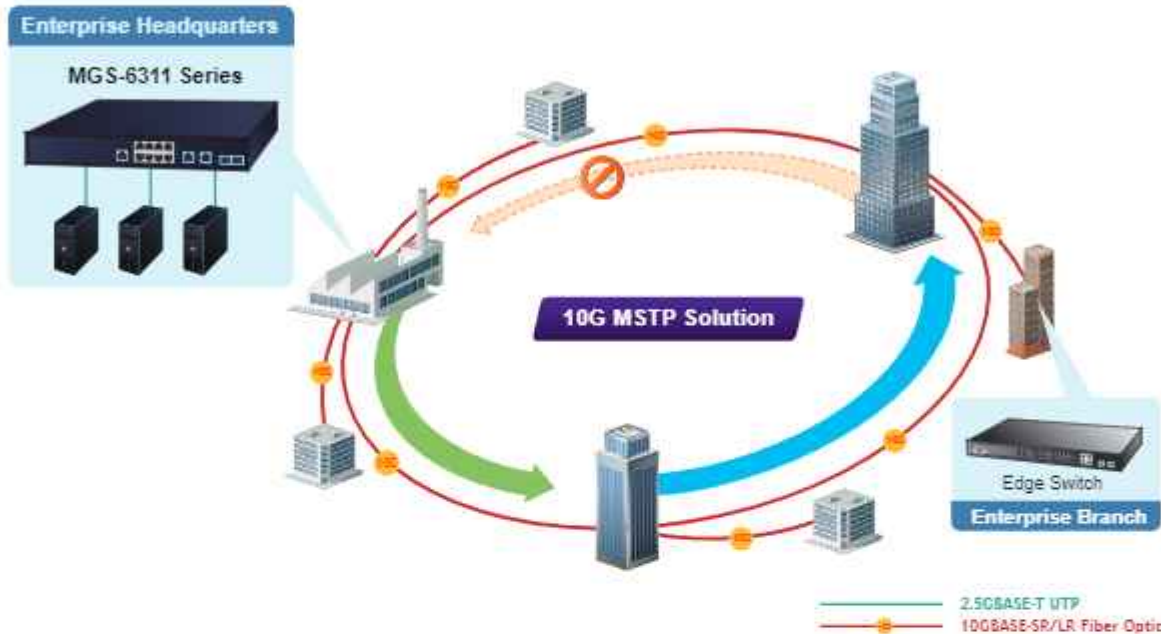 Enterprise Headquarters
MGS-6311 Series
10G MSTP Solution
Edge Switch
Enterprise Branch
2.5GBASE-T UTP
10GBASE-SR/LR Fiber Optic